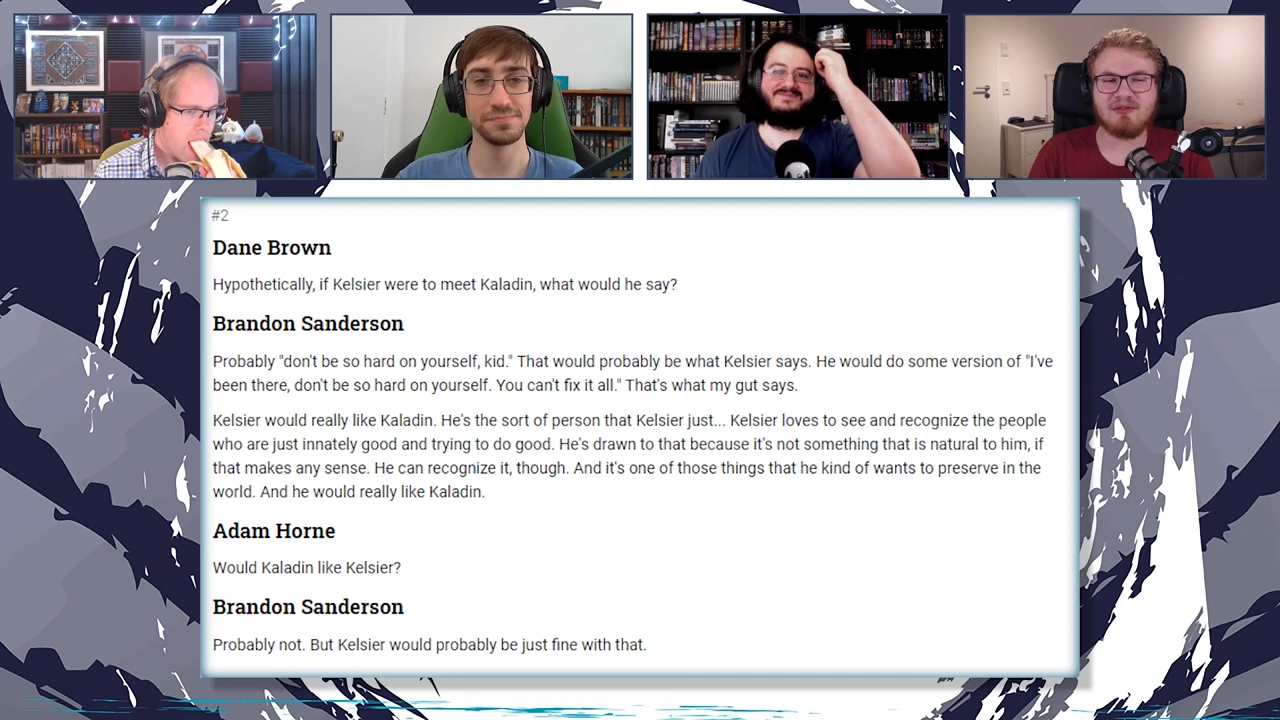 #2
Dane Brown
Hypothetically, if Kelsier were to meet Kaladin, what would he say?
Brandon Sanderson
Probably "don't be so hard on yourself, kid." That would probably be what Kelsier says. He would do some version of "I've
been there, don't be so hard on yourself. You can't fix it all." That's what my gut says.
Kelsier would really like Kaladin. He's the sort of person that Kelsier just... Kelsier loves to see and recognize the people
who are just innately good and trying to do good. He's drawn to that because it's not something that is natural to him, if
that makes any sense. He can recognize it, though. And it's one of those things that he kind of wants to preserve in the
world. And he would really like Kaladin.
Adam Horne
Would Kaladin like Kelsier?
Brandon Sanderson
Probably not. But Kelsier would probably be just fine with that.